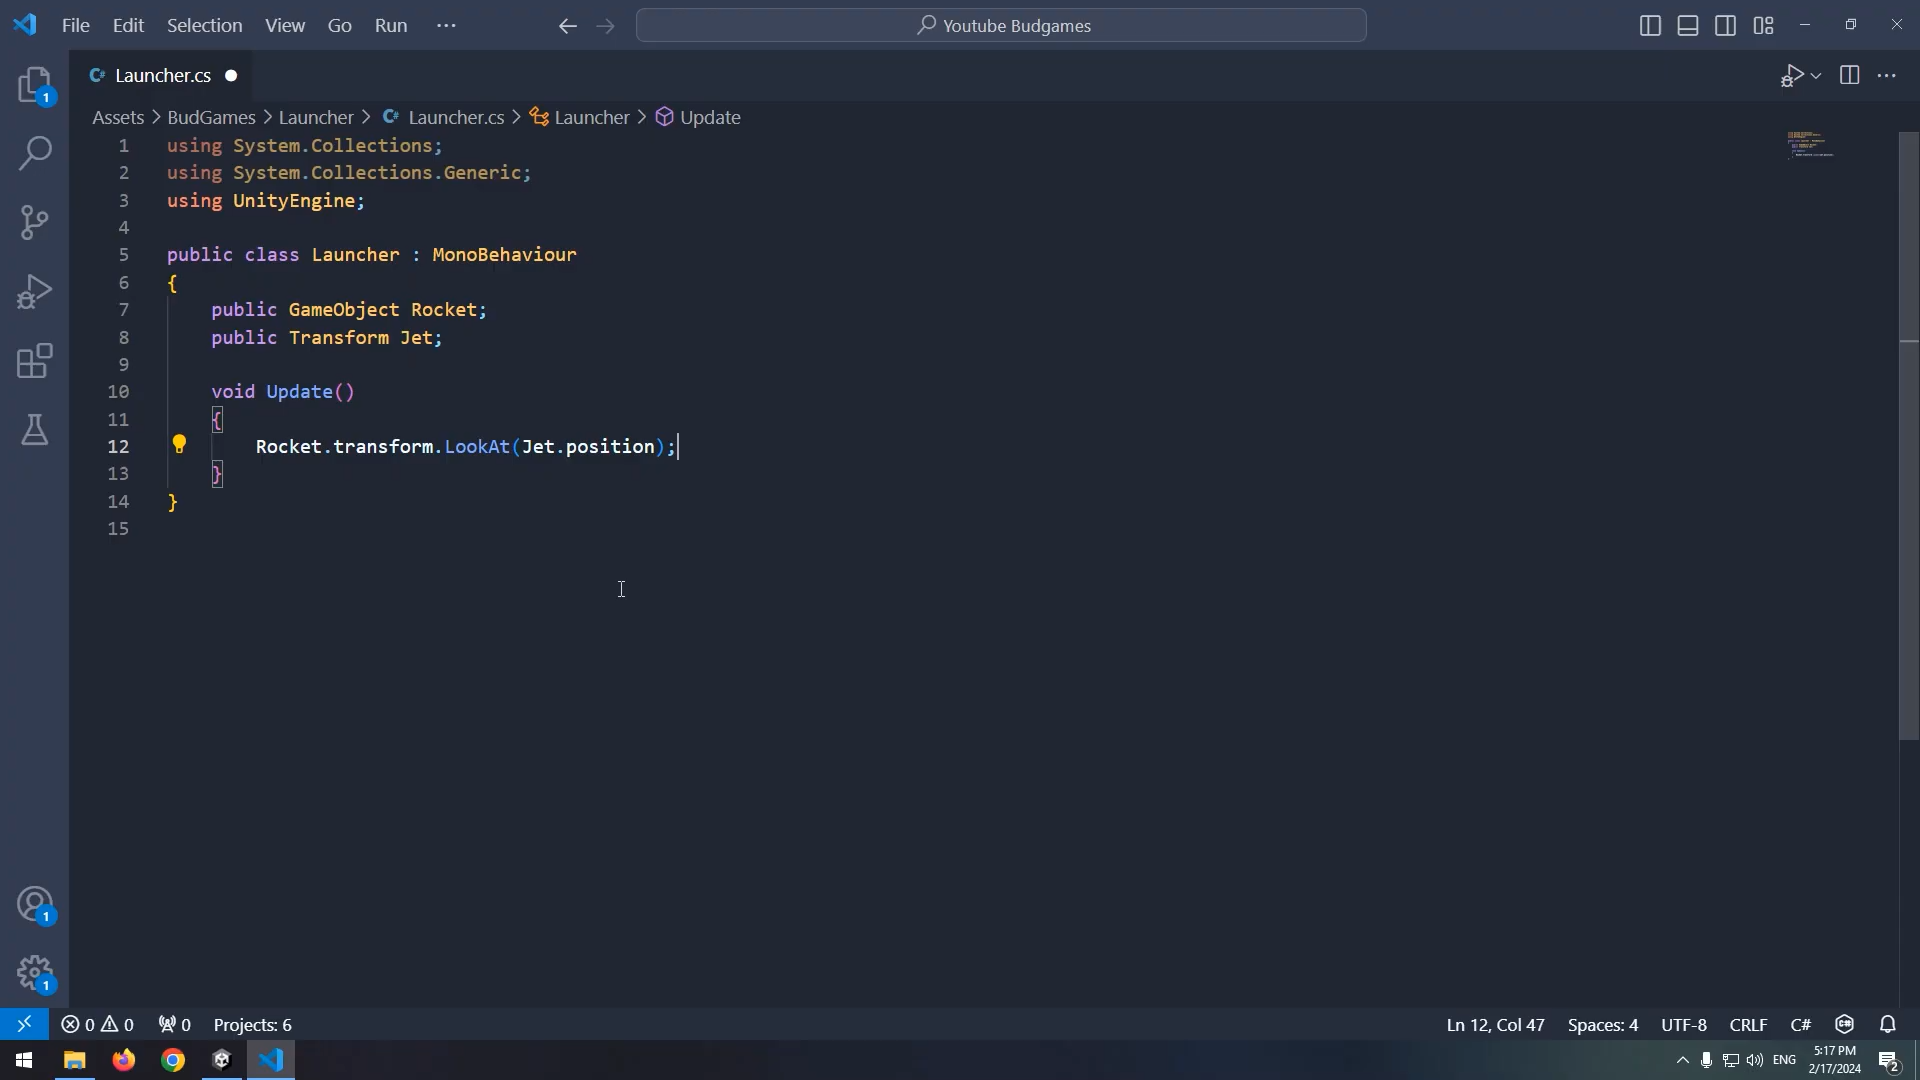 File Edit Selection View Go Run ···
Youtube Budgames
Launcher.cs
Assets > BudGames > Launcher > Launcher.cs > Launcher > Update
1 using System.Collections;
2 using System.Collections.Generic;
3 using UnityEngine;
4
5 public class Launcher : MonoBehaviour
6 {
7 public GameObject Rocket;
8 public Transform Jet;
9
10 void Update()
11 {
12 Rocket.transform.LookAt(Jet.position);
13 }
14 }
15
1
1
1
0 0 0 Projects: 6
Ln 12, Col 47 Spaces: 4 UTF-8 CRLF C#
ENG
5:17 PM
2/17/2024
2